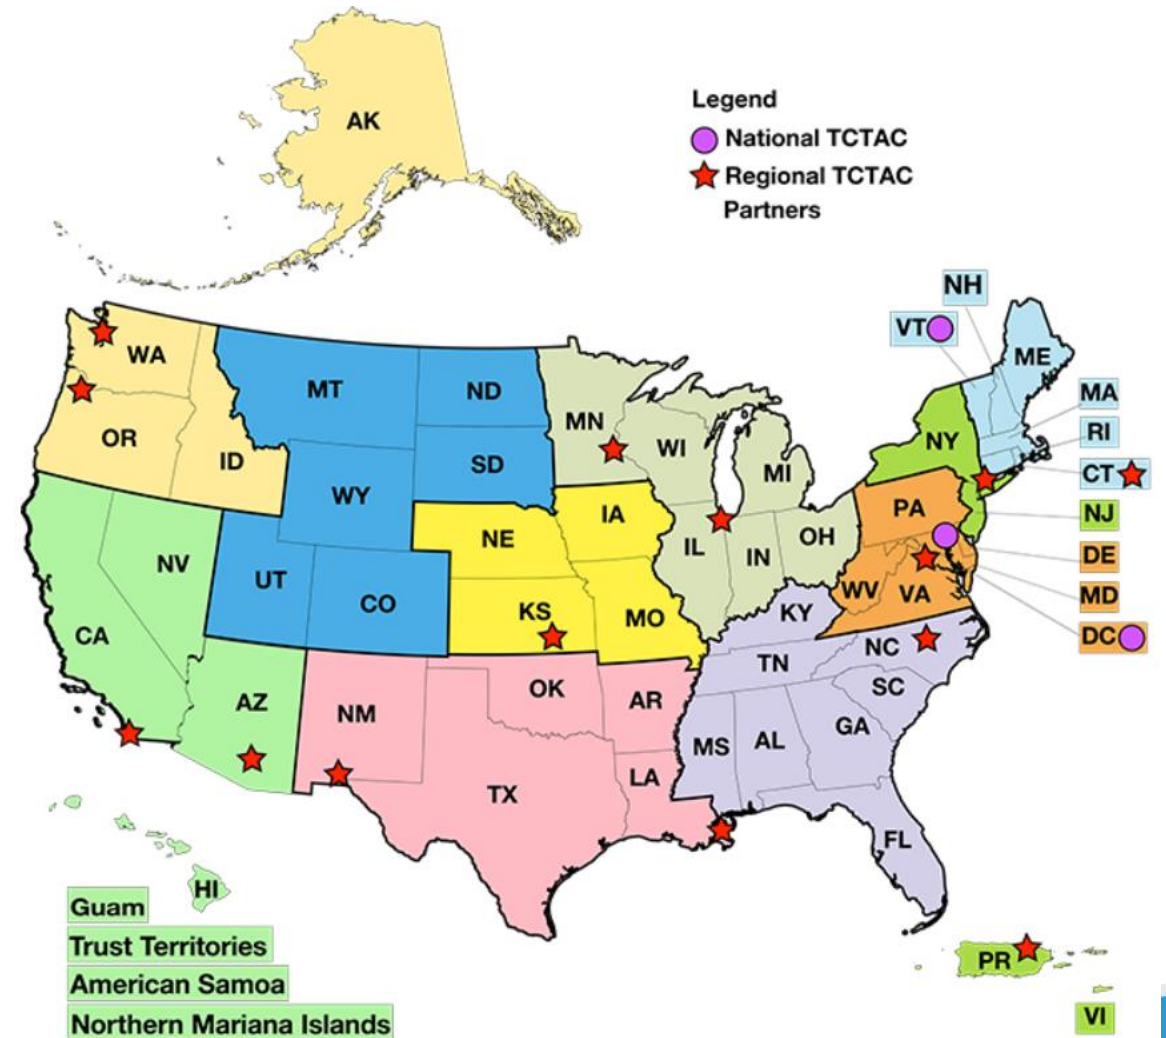 AK
Legend
National TCTAC
Regional TCTAC
Partners
NH
VT
ME
WA
MT
ND
MN
MA
OR
ID
SD
WI
MI
NY
RI
CT
WY
NE
IA
PA
NJ
IL
IN
OH
DE
NV
UT
CO
KS
MO
WV
VA
MD
CA
KY
NC
DC
AZ
NM
OK
AR
TN
SC
MS
AL
GA
TX
LA
FL
HI
Guam
Trust Territories
American Samoa
Northern Mariana Islands
PR
VI